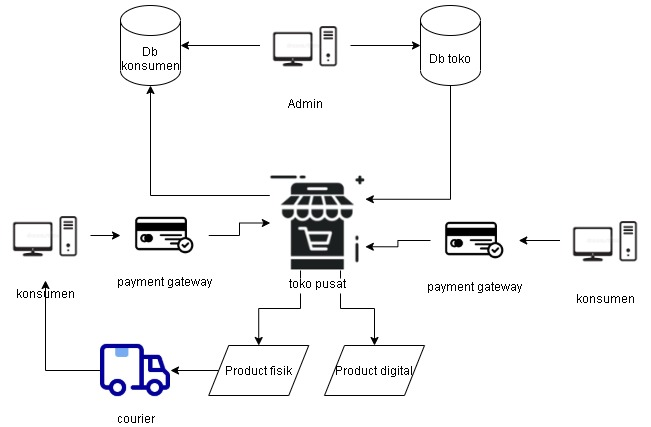 Db
konsumen
Db toko
Admin
konsumen
payment gateway
toko pusat
payment gateway
konsumen
Product fisik
Product digital
courier